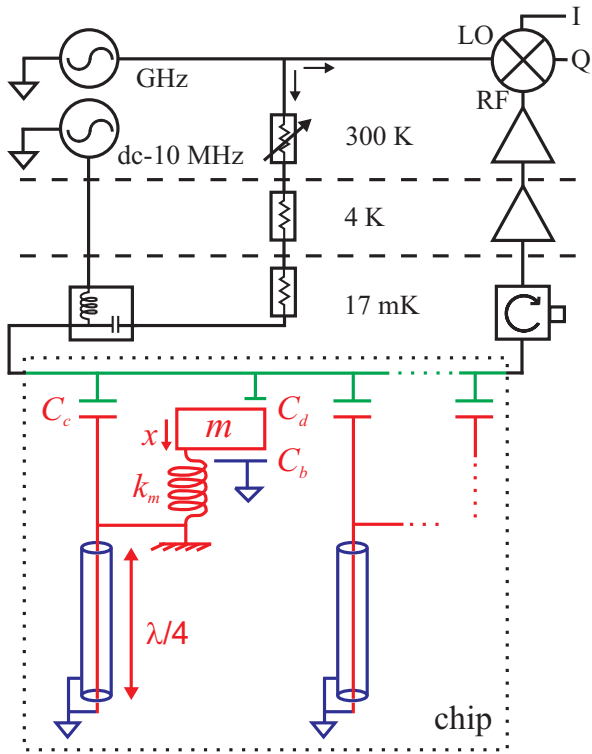 I
LO
Q
GHz
RF
300 K
dc-10 MHz
4 K
17 mK
C_c
C_d
x
m
C_b
k_m
λ/4
chip